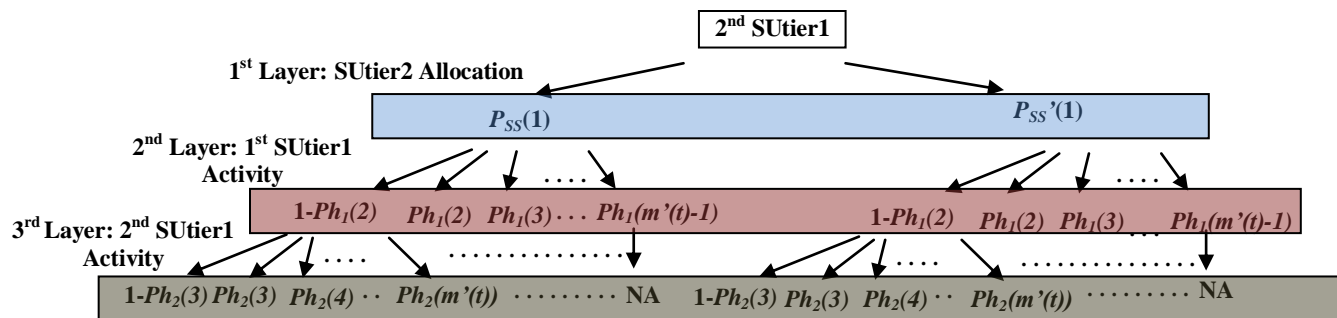 2nd SUtier1
1st Layer: SUtier2 Allocation
PSS(1) PSS'(1)
2nd Layer: 1st SUtier1
Activity
. . . . . . . .
1-Ph1(2) Ph1(2) Ph1(3) . . . Ph1(m'(t)-1) 1-Ph1(2) Ph1(2) Ph1(3) . . . Ph1(m'(t)-1)
3rd Layer: 2nd SUtier1
Activity
. . . . . . . . . . . . . . . . . . . . . . . . . . . . . . . . . . . . . . . .
1-Ph2(3) Ph2(3) Ph2(4) . . Ph2(m'(t)) . . . . . . . . . NA 1-Ph2(3) Ph2(3) Ph2(4) . . Ph2(m'(t)) . . . . . . . . . NA